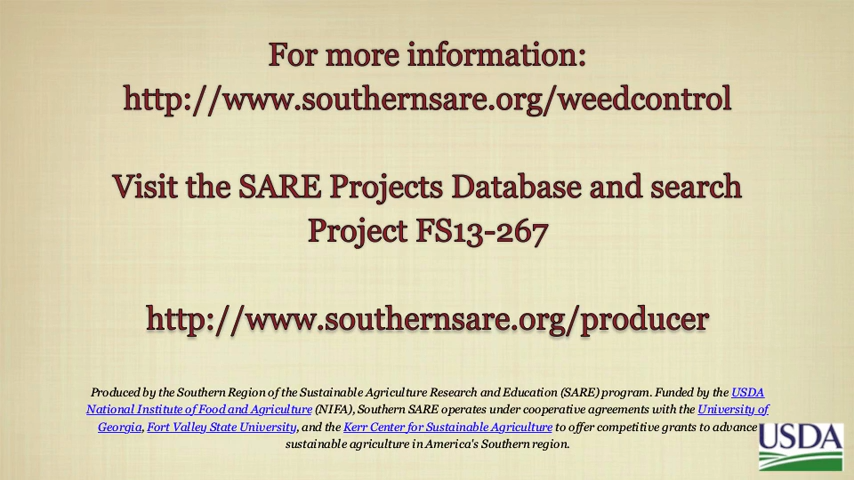 For more information:
http://www.southernsare.org/weedcontrol
Visit the SARE Projects Database and search
Project FS13-267
http://www.southernsare.org/producer
Produced by the Southern Region of the Sustainable Agriculture Research and Education (SARE) program. Funded by the USDA
National Institute of Food and Agriculture (NIFA), Southern SARE operates under cooperative agreements with the University of
Georgia, Fort Valley State University, and the Kerr Center for Sustainable Agriculture to offer competitive grants to advance
sustainable agriculture in America's Southern region.
USDA